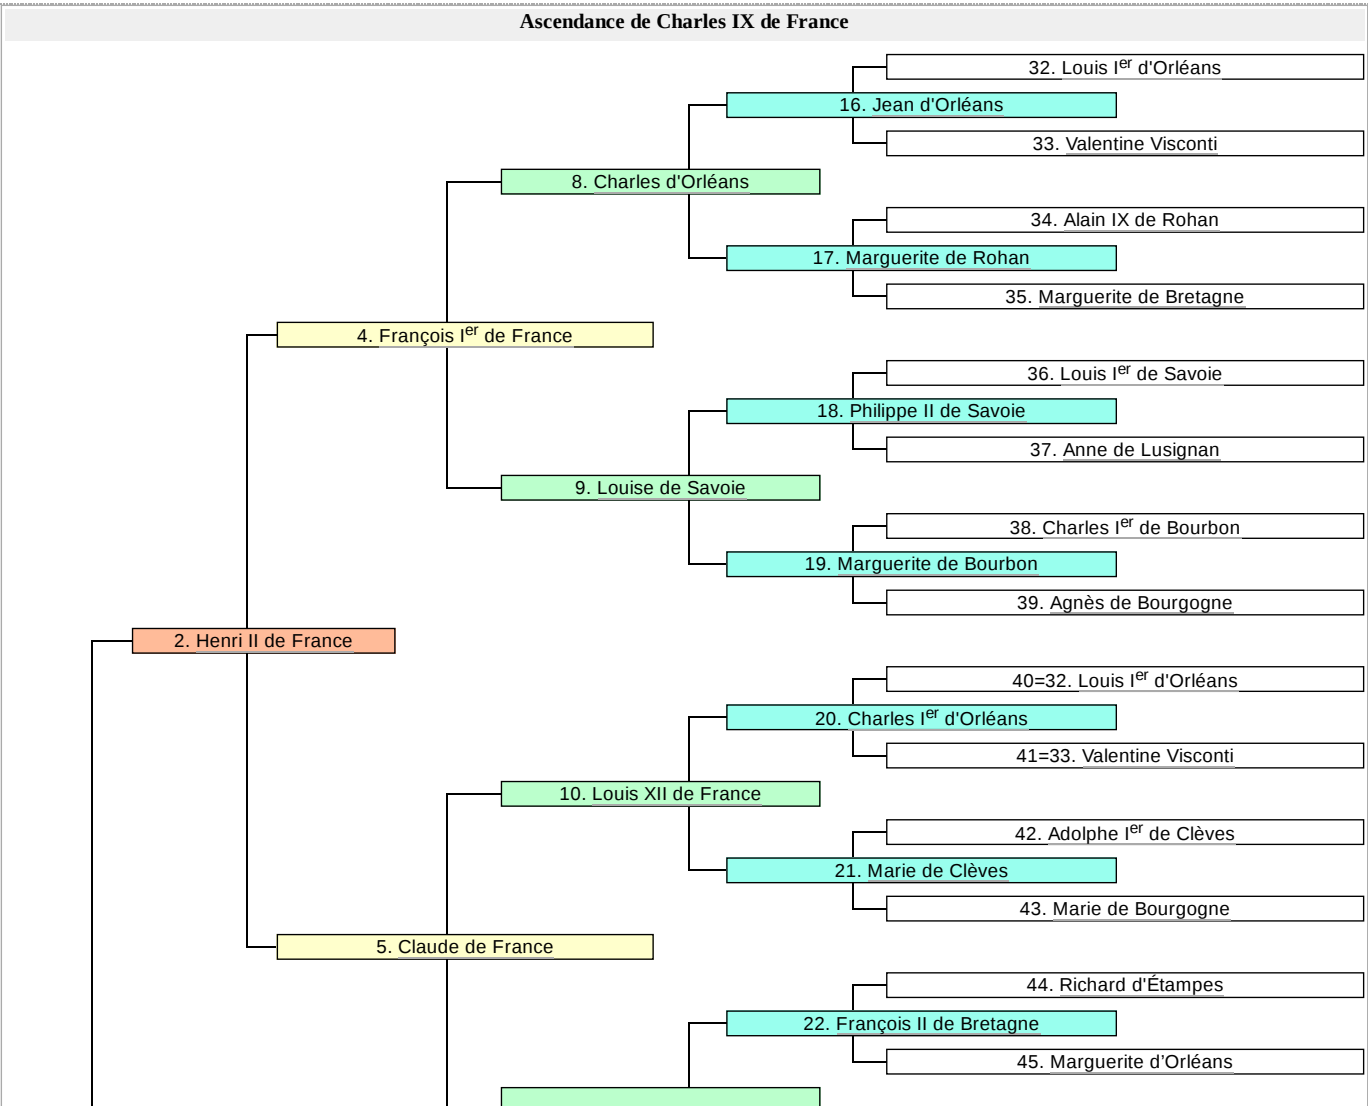 Ascendance de Charles IX de France
32. Louis Ier d'Orléans
16. Jean d'Orléans
33. Valentine Visconti
8. Charles d'Orléans
34. Alain IX de Rohan
17. Marguerite de Rohan
35. Marguerite de Bretagne
4. François Ier de France
36. Louis Ier de Savoie
18. Philippe II de Savoie
37. Anne de Lusignan
9. Louise de Savoie
38. Charles Ier de Bourbon
19. Marguerite de Bourbon
39. Agnès de Bourgogne
2. Henri II de France
40=32. Louis Ier d'Orléans
20. Charles Ier d'Orléans
41=33. Valentine Visconti
10. Louis XII de France
42. Adolphe Ier de Clèves
21. Marie de Clèves
43. Marie de Bourgogne
5. Claude de France
44. Richard d'Étampes
22. François II de Bretagne
45. Marguerite d’Orléans